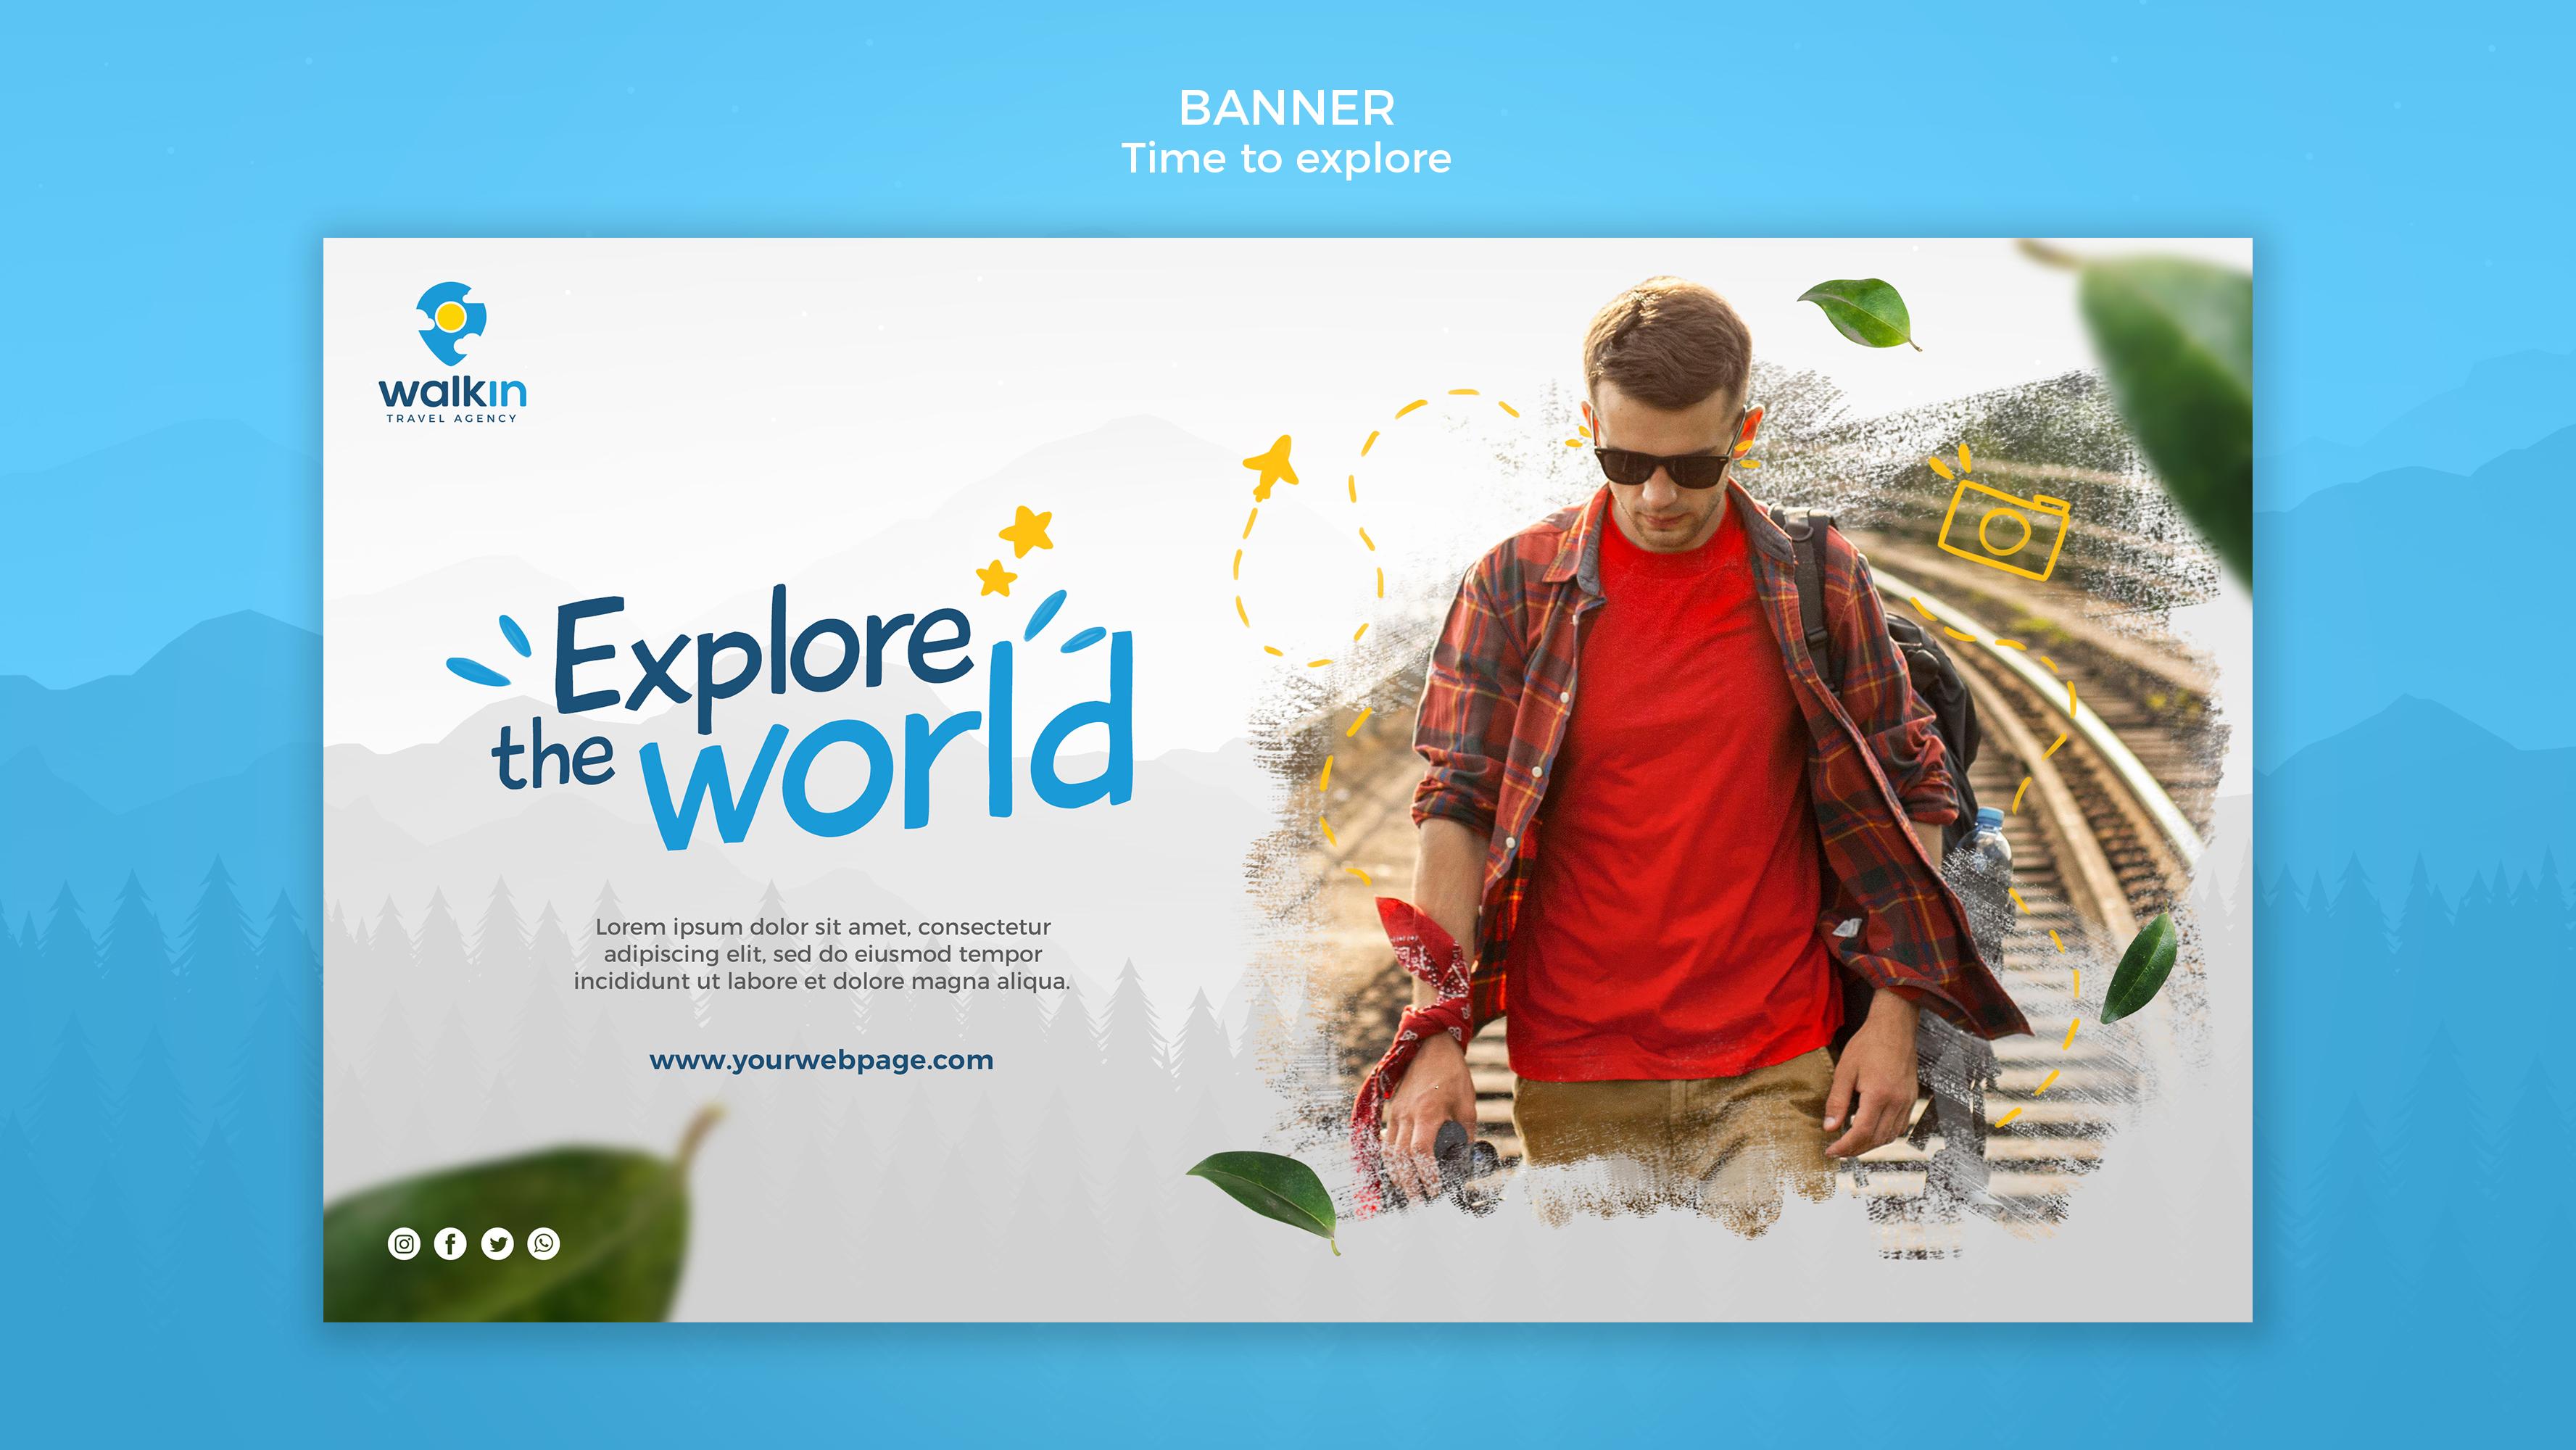 BANNER
Time to explore
walkin
TRAVEL AGENCY
Explore
the world
Lorem ipsum dolor sit amet, consectetur
adipiscing elit, sed do eiusmod tempor
incididunt ut labore et dolore magna aliqua.
www.yourwebpage.com